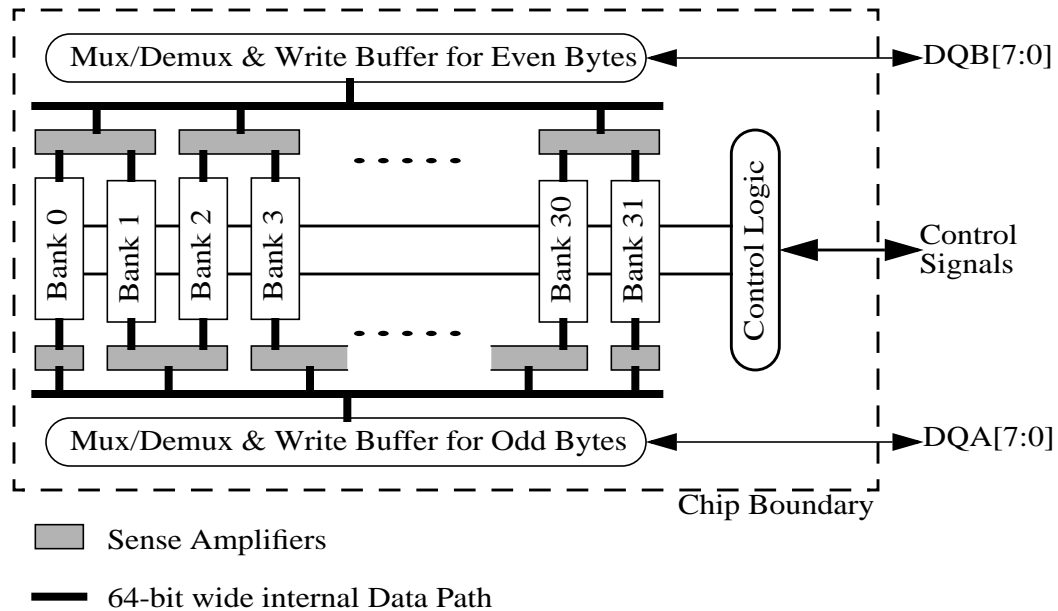 Mux/Demux & Write Buffer for Even Bytes
DQB[7:0]
Bank 0
Bank 1
Bank 2
Bank 3
Bank 30
Bank 31
Control Logic
Control
Signals
Mux/Demux & Write Buffer for Odd Bytes
DQA[7:0]
Chip Boundary
Sense Amplifiers
64-bit wide internal Data Path